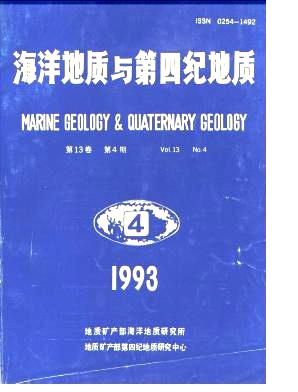 ISSN 0254-1492
海洋地质与第四纪地质
MARINE GEOLOGY & QUATERNARY GEOLOGY
第13卷 第4期 Vol.13 No.4
4
1993
地质矿产部海洋地质研究所
地质矿产部第四纪地质研究中心